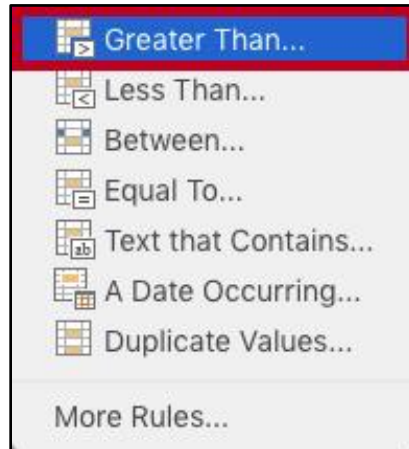 Greater Than...
Less Than...
Between...
Equal To...
Text that Contains...
A Date Occurring...
Duplicate Values...
More Rules...